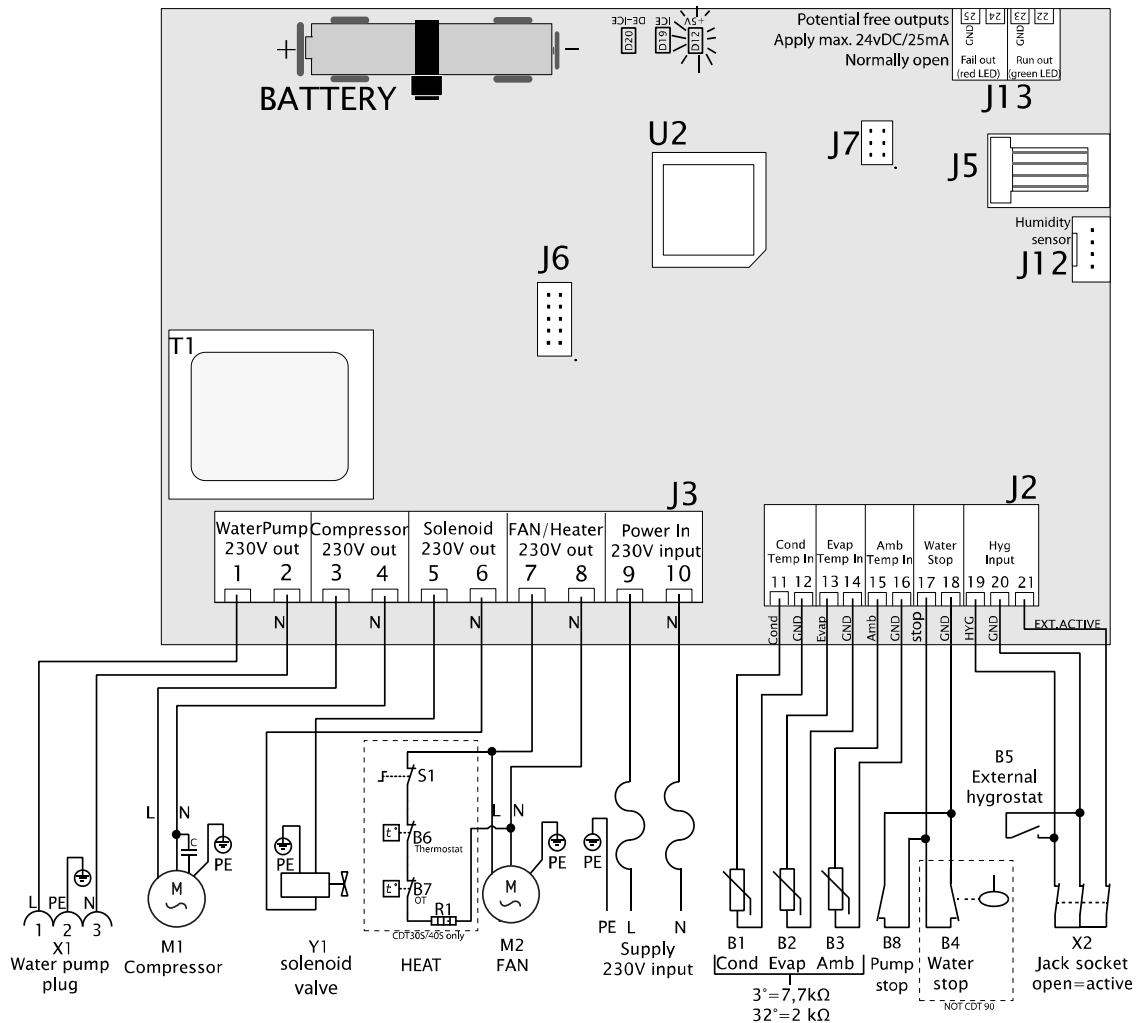 BATTERY
+
–
D20
DE-ICE
D19
ICE
D12
+5V
Potential free outputs
Apply max. 24vDC/25mA
Normally open
25
24
23
22
GND
GND
Fail out
(red LED)
Run out
(green LED)
J13
U2
J7
J5
Humidity
sensor
J12
J6
T1
J3
WaterPump
230V out
Compressor
230V out
Solenoid
230V out
FAN/Heater
230V out
Power In
230V input
1 2 3 4 5 6 7 8 9 10
N N N N N
J2
Cond
Temp In
Evap
Temp In
Amb
Temp In
Water
Stop
Hyg
Input
11 12 13 14 15 16 17 18 19 20 21
Cond
GND
Evap
GND
Amb
GND
stop
GND
HYG
GND
EXT.ACTIVE
L PE N
1 2 3
X1
Water pump
plug
L N
C
PE
M
M1
Compressor
PE
Y1
solenoid
valve
S1
t°
B6
Thermostat
t°
B7
OT
R1
CDT30S/40S only
HEAT
L N
M
PE
M2
FAN
PE
PE L N
Supply
230V input
B1
Cond
B2
Evap
B3
Amb
3°=7,7kΩ
32°=2 kΩ
B8
Pump
stop
B4
Water
stop
NOT CDT 90
B5
External
hygrostat
X2
Jack socket
open=active